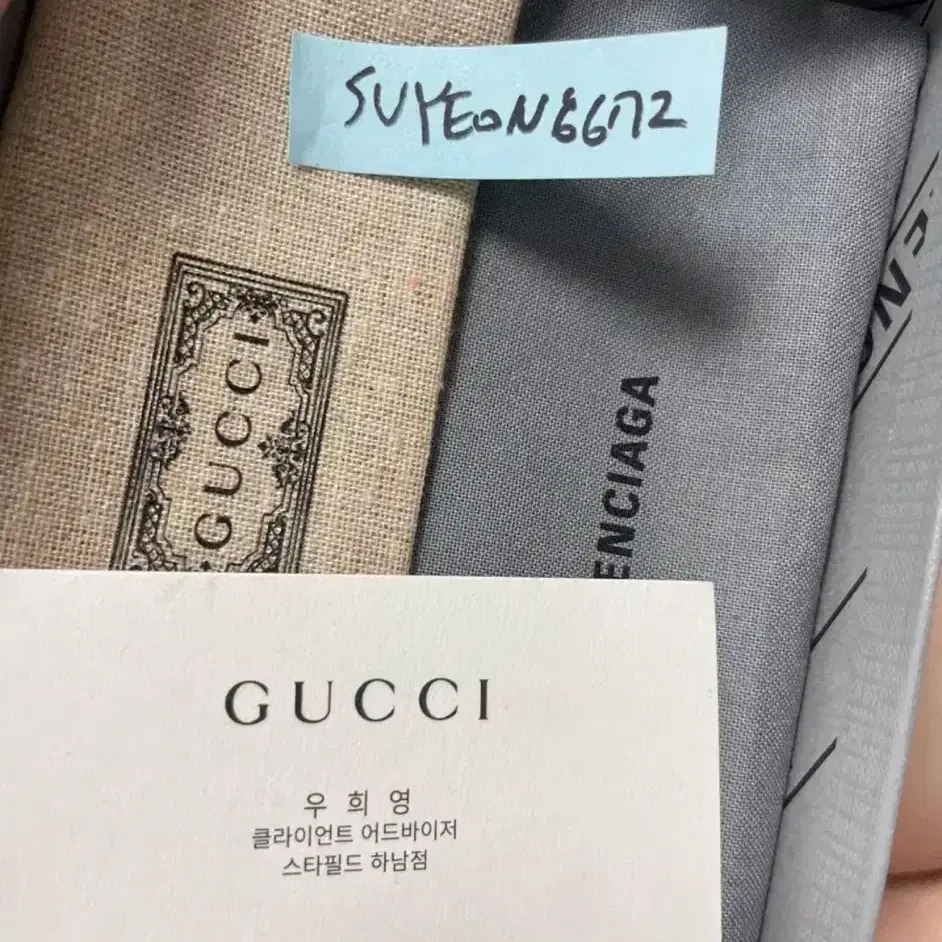 SUYEON6672
GUCCI
ENCIAGA
GUCCI
우희영
클라이언트 어드바이저
스타필드 하남점